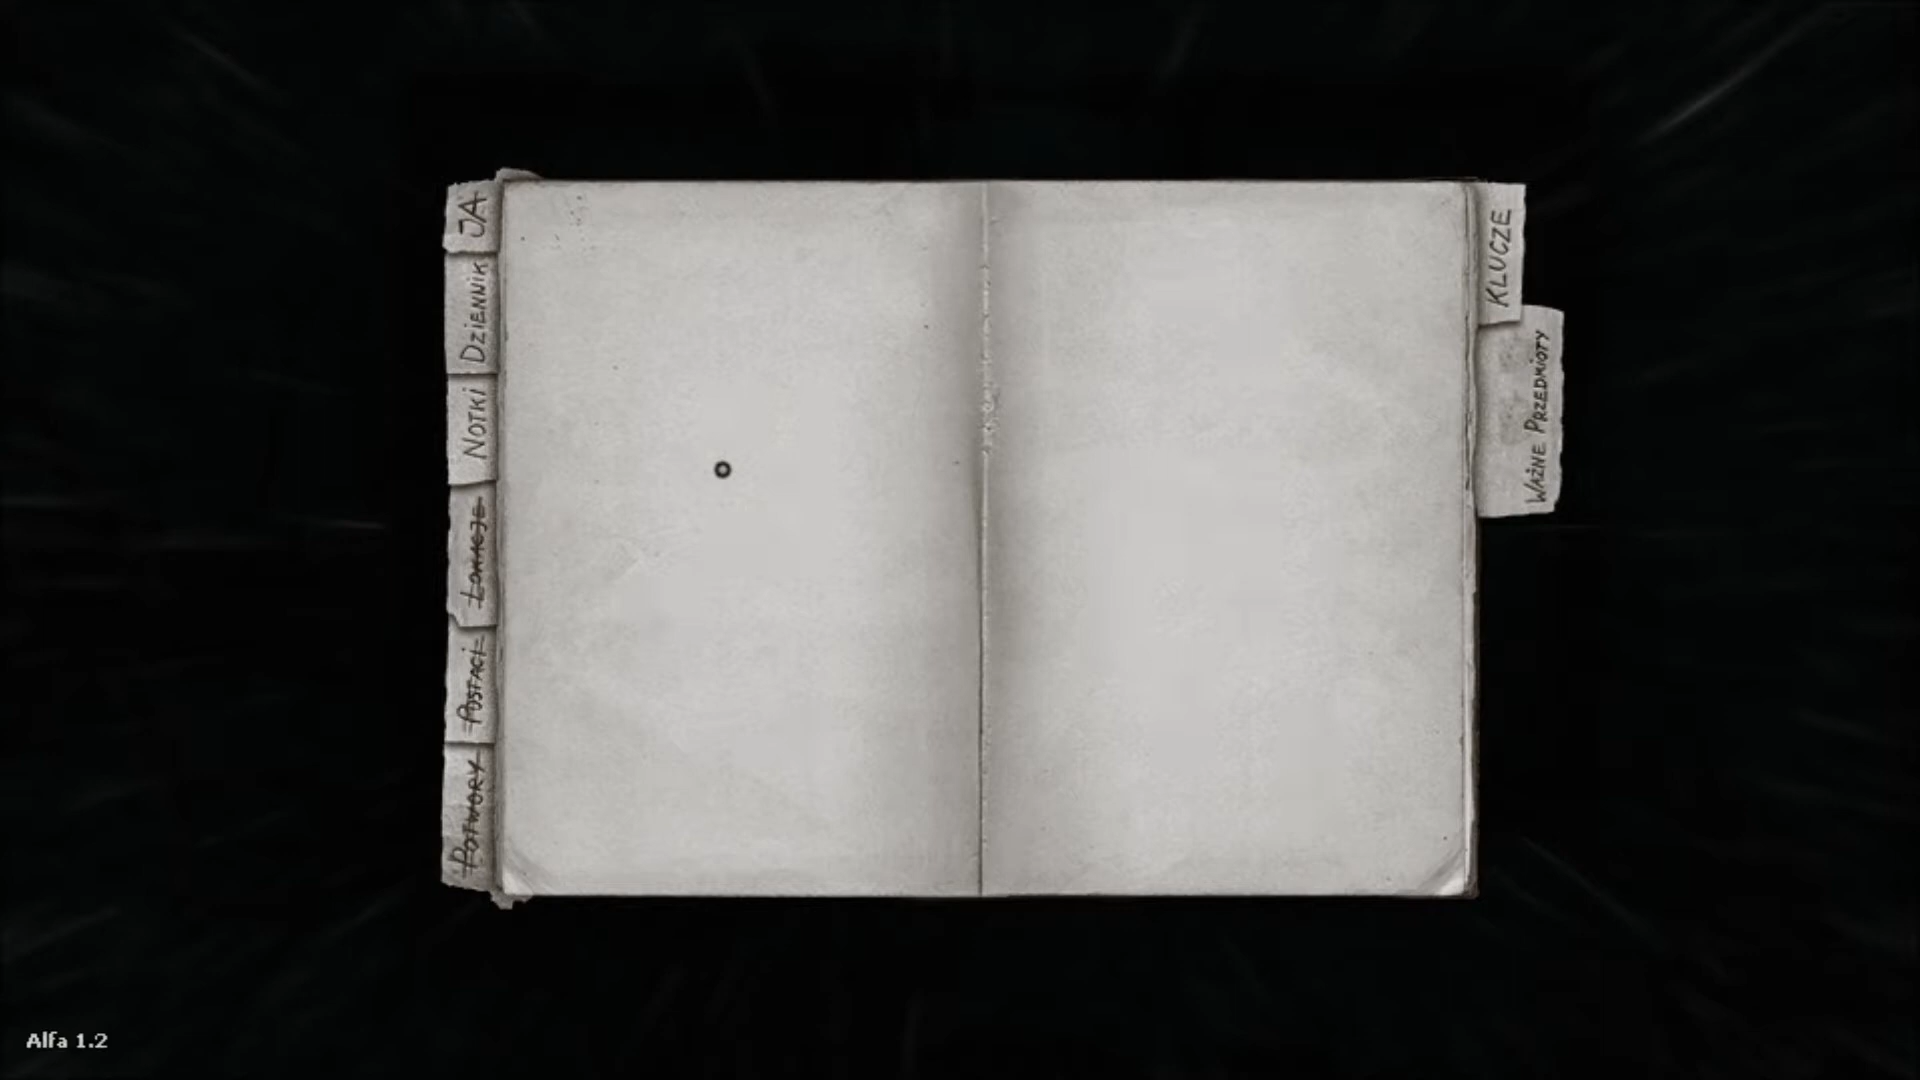 JA
DZIENNIK
NOTKI
LOKACJE
POSTACI
POTWORY
KLUCZE
WAŻNE PRZEDMIOTY
Alfa 1.2